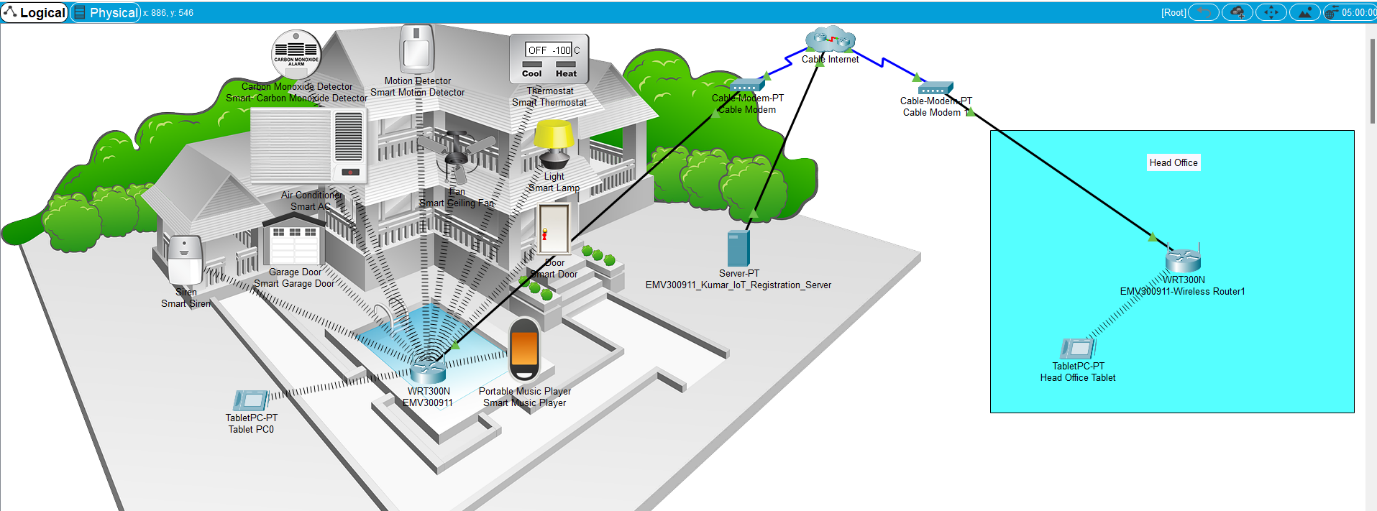 Logical
Physical x: 886, y: 546
[Root]
05:00:00
CARBON MONOXIDE
ALARM
Carbon Monoxide Detector
Smart- Carbon Monoxide Detector
Motion Detector
Smart Motion Detector
OFF -100 C
Cool Heat
Thermostat
Smart Thermostat
Cable Internet
Cable-Modem-PT
Cable Modem
Cable-Modem-PT
Cable Modem 1
Head Office
Light
Smart Lamp
Fan
Smart Ceiling Fan
Air Conditioner
Smart AC
Door
Smart Door
Garage Door
Smart Garage Door
Siren
Smart Siren
Server-PT
EMV300911_Kumar_IoT_Registration_Server
WRT300N
EMV300911-Wireless Router1
TabletPC-PT
Head Office Tablet
WRT300N
EMV300911
Portable Music Player
Smart Music Player
TabletPC-PT
Tablet PC0